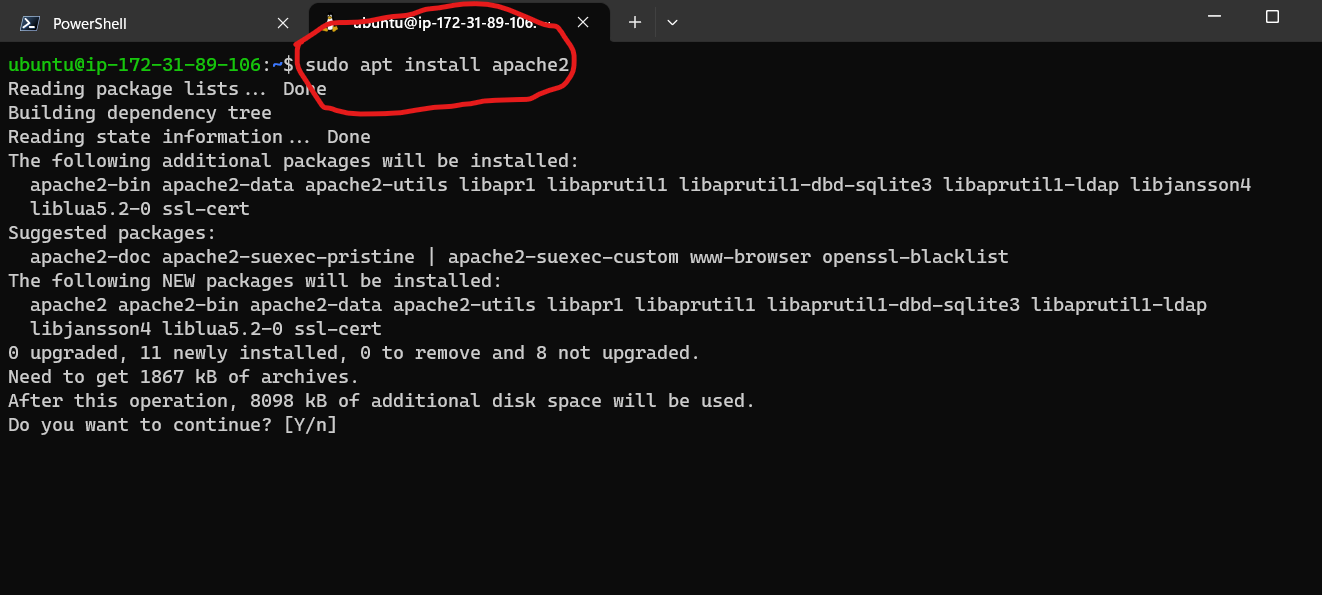 PowerShell
ubuntu@ip-172-31-89-106: ~
ubuntu@ip-172-31-89-106:~$ sudo apt install apache2
Reading package lists... Done
Building dependency tree
Reading state information... Done
The following additional packages will be installed:
  apache2-bin apache2-data apache2-utils libapr1 libaprutil1 libaprutil1-dbd-sqlite3 libaprutil1-ldap libjansson4
  liblua5.2-0 ssl-cert
Suggested packages:
  apache2-doc apache2-suexec-pristine | apache2-suexec-custom www-browser openssl-blacklist
The following NEW packages will be installed:
  apache2 apache2-bin apache2-data apache2-utils libapr1 libaprutil1 libaprutil1-dbd-sqlite3 libaprutil1-ldap
  libjansson4 liblua5.2-0 ssl-cert
0 upgraded, 11 newly installed, 0 to remove and 8 not upgraded.
Need to get 1867 kB of archives.
After this operation, 8098 kB of additional disk space will be used.
Do you want to continue? [Y/n]